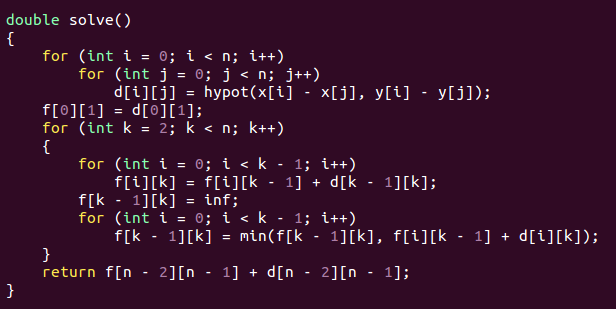 double solve()
{
    for (int i = 0; i < n; i++)
        for (int j = 0; j < n; j++)
            d[i][j] = hypot(x[i] - x[j], y[i] - y[j]);
    f[0][1] = d[0][1];
    for (int k = 2; k < n; k++)
    {
        for (int i = 0; i < k - 1; i++)
            f[i][k] = f[i][k - 1] + d[k - 1][k];
        f[k - 1][k] = inf;
        for (int i = 0; i < k - 1; i++)
            f[k - 1][k] = min(f[k - 1][k], f[i][k - 1] + d[i][k]);
    }
    return f[n - 2][n - 1] + d[n - 2][n - 1];
}